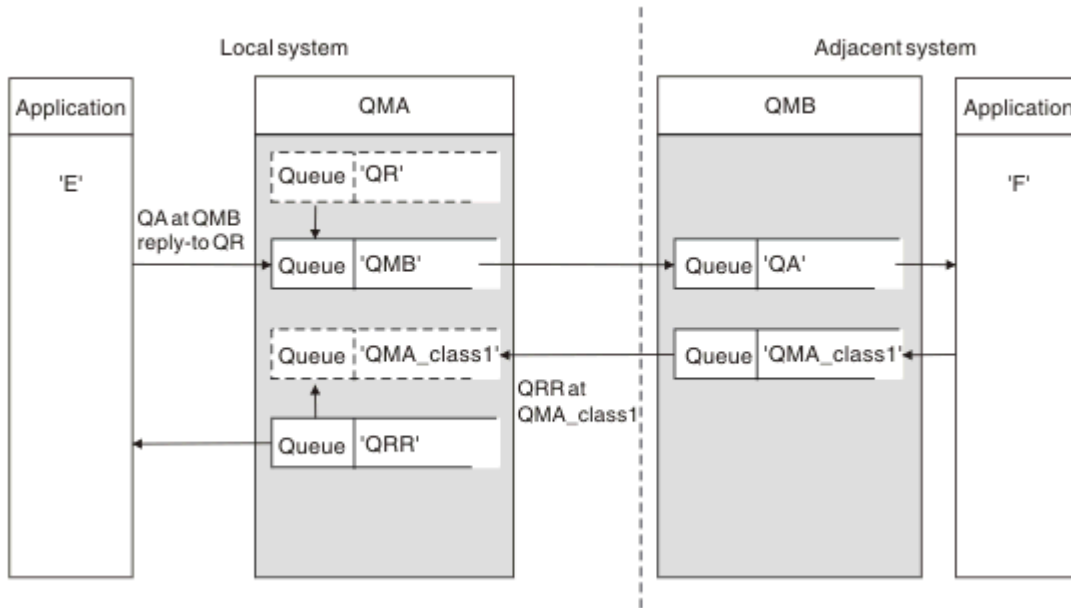 Local system
Adjacent system
Application
QMA
QMB
Application
'E'
Queue 'QR'
'F'
QA at QMB
reply-to QR
Queue 'QMB'
Queue 'QA'
Queue 'QMA_class1'
Queue 'QMA_class1'
QRR at
QMA_class1
Queue 'QRR'